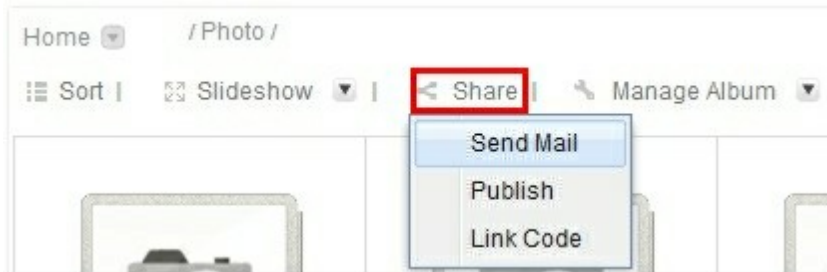 Home / Photo /
Sort | Slideshow | Share | Manage Album
Send Mail
Publish
Link Code